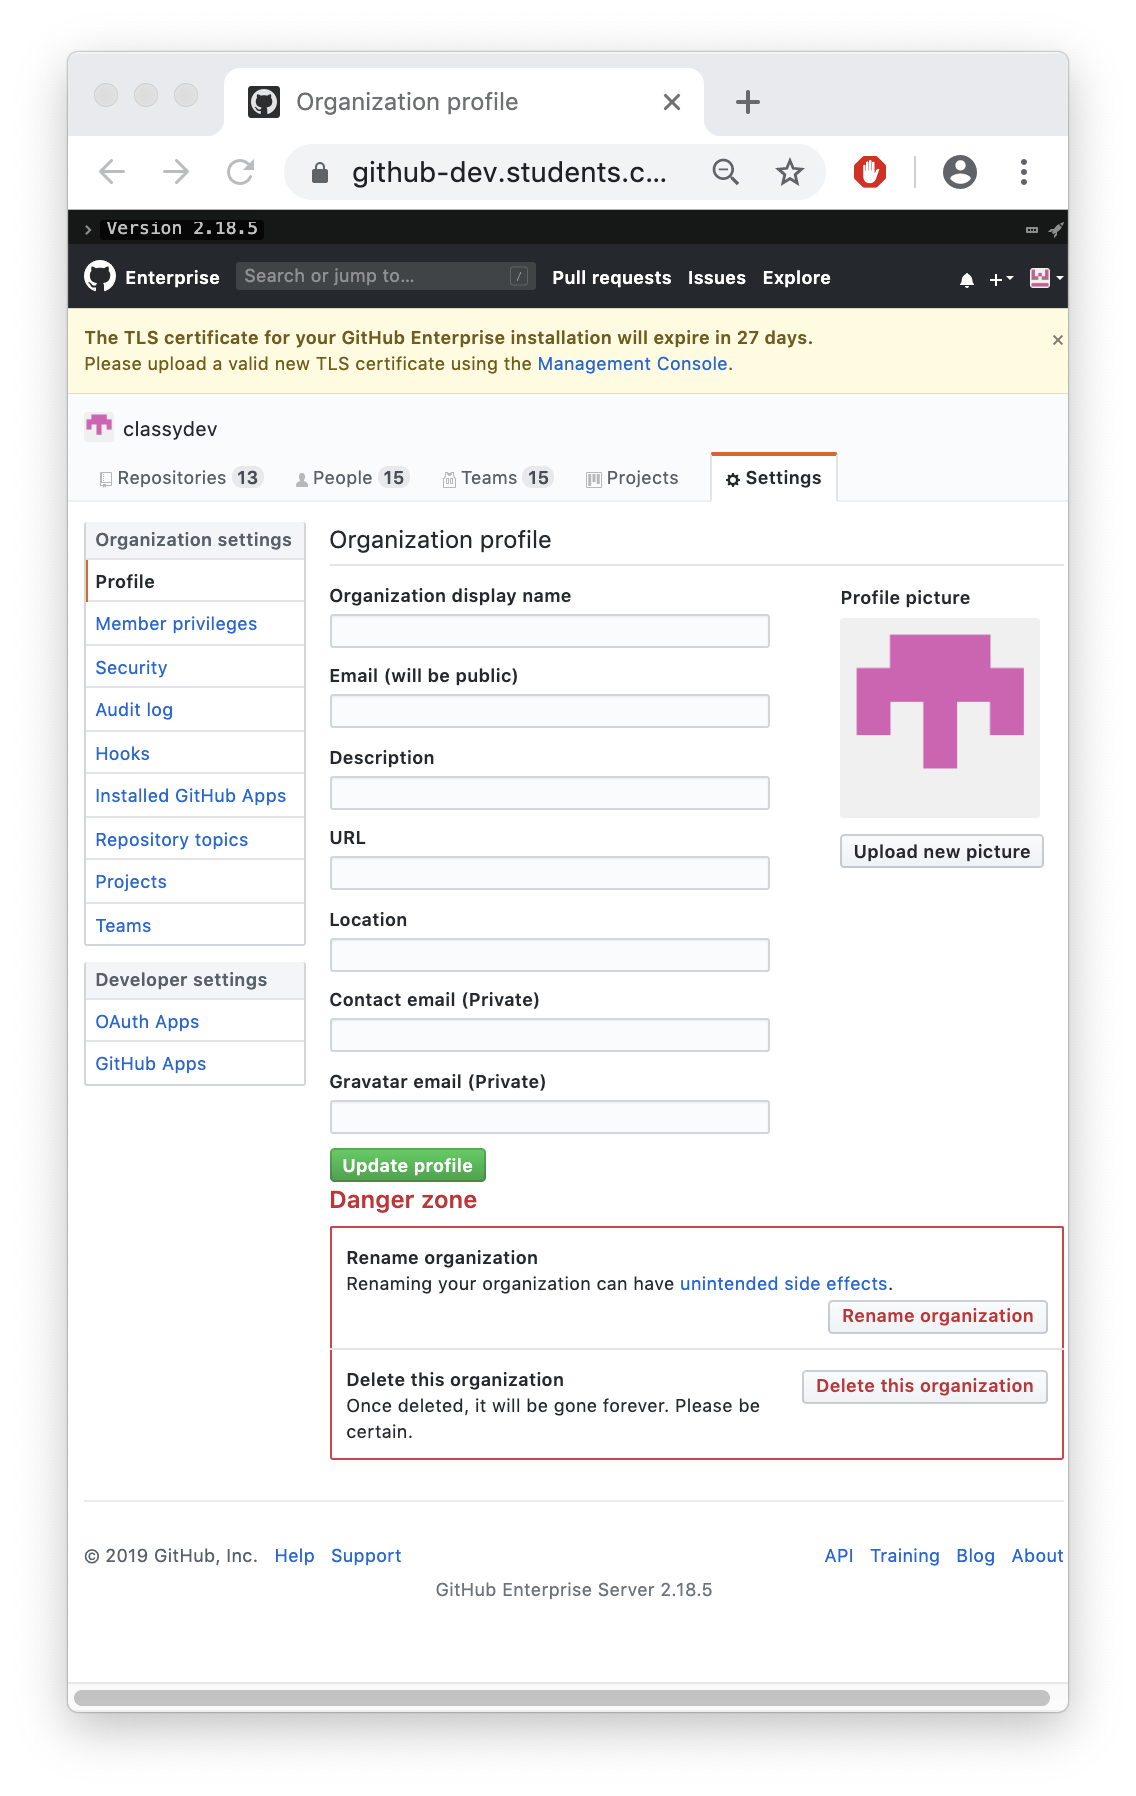 Organization profile
github-dev.students.c...
Version 2.18.5
Enterprise Search or jump to... / Pull requests Issues Explore
The TLS certificate for your GitHub Enterprise installation will expire in 27 days.
Please upload a valid new TLS certificate using the Management Console.
classydev
Repositories 13 People 15 Teams 15 Projects Settings
Organization settings
Profile
Member privileges
Security
Audit log
Hooks
Installed GitHub Apps
Repository topics
Projects
Teams
Developer settings
OAuth Apps
GitHub Apps
Organization profile
Organization display name
Email (will be public)
Description
URL
Location
Contact email (Private)
Gravatar email (Private)
Update profile
Profile picture
Upload new picture
Danger zone
Rename organization
Renaming your organization can have unintended side effects.
Rename organization
Delete this organization
Once deleted, it will be gone forever. Please be
certain.
Delete this organization
© 2019 GitHub, Inc. Help Support API Training Blog About
GitHub Enterprise Server 2.18.5